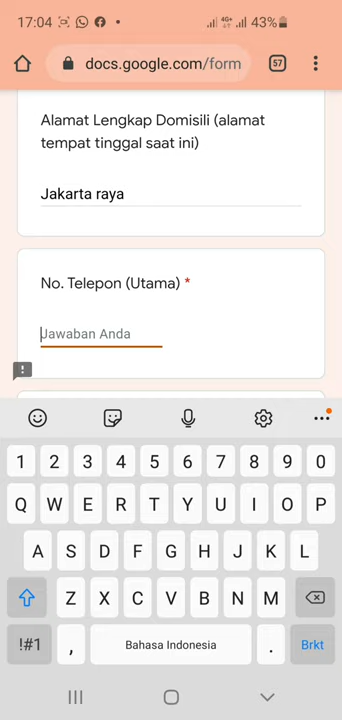 17:04 4G+ 43%
docs.google.com/form 57
Alamat Lengkap Domisili (alamat
tempat tinggal saat ini)
Jakarta raya
No. Telepon (Utama) *
Jawaban Anda
1 2 3 4 5 6 7 8 9 0
Q W E R T Y U I O P
A S D F G H J K L
Z X C V B N M
!#1 , Bahasa Indonesia . Brkt